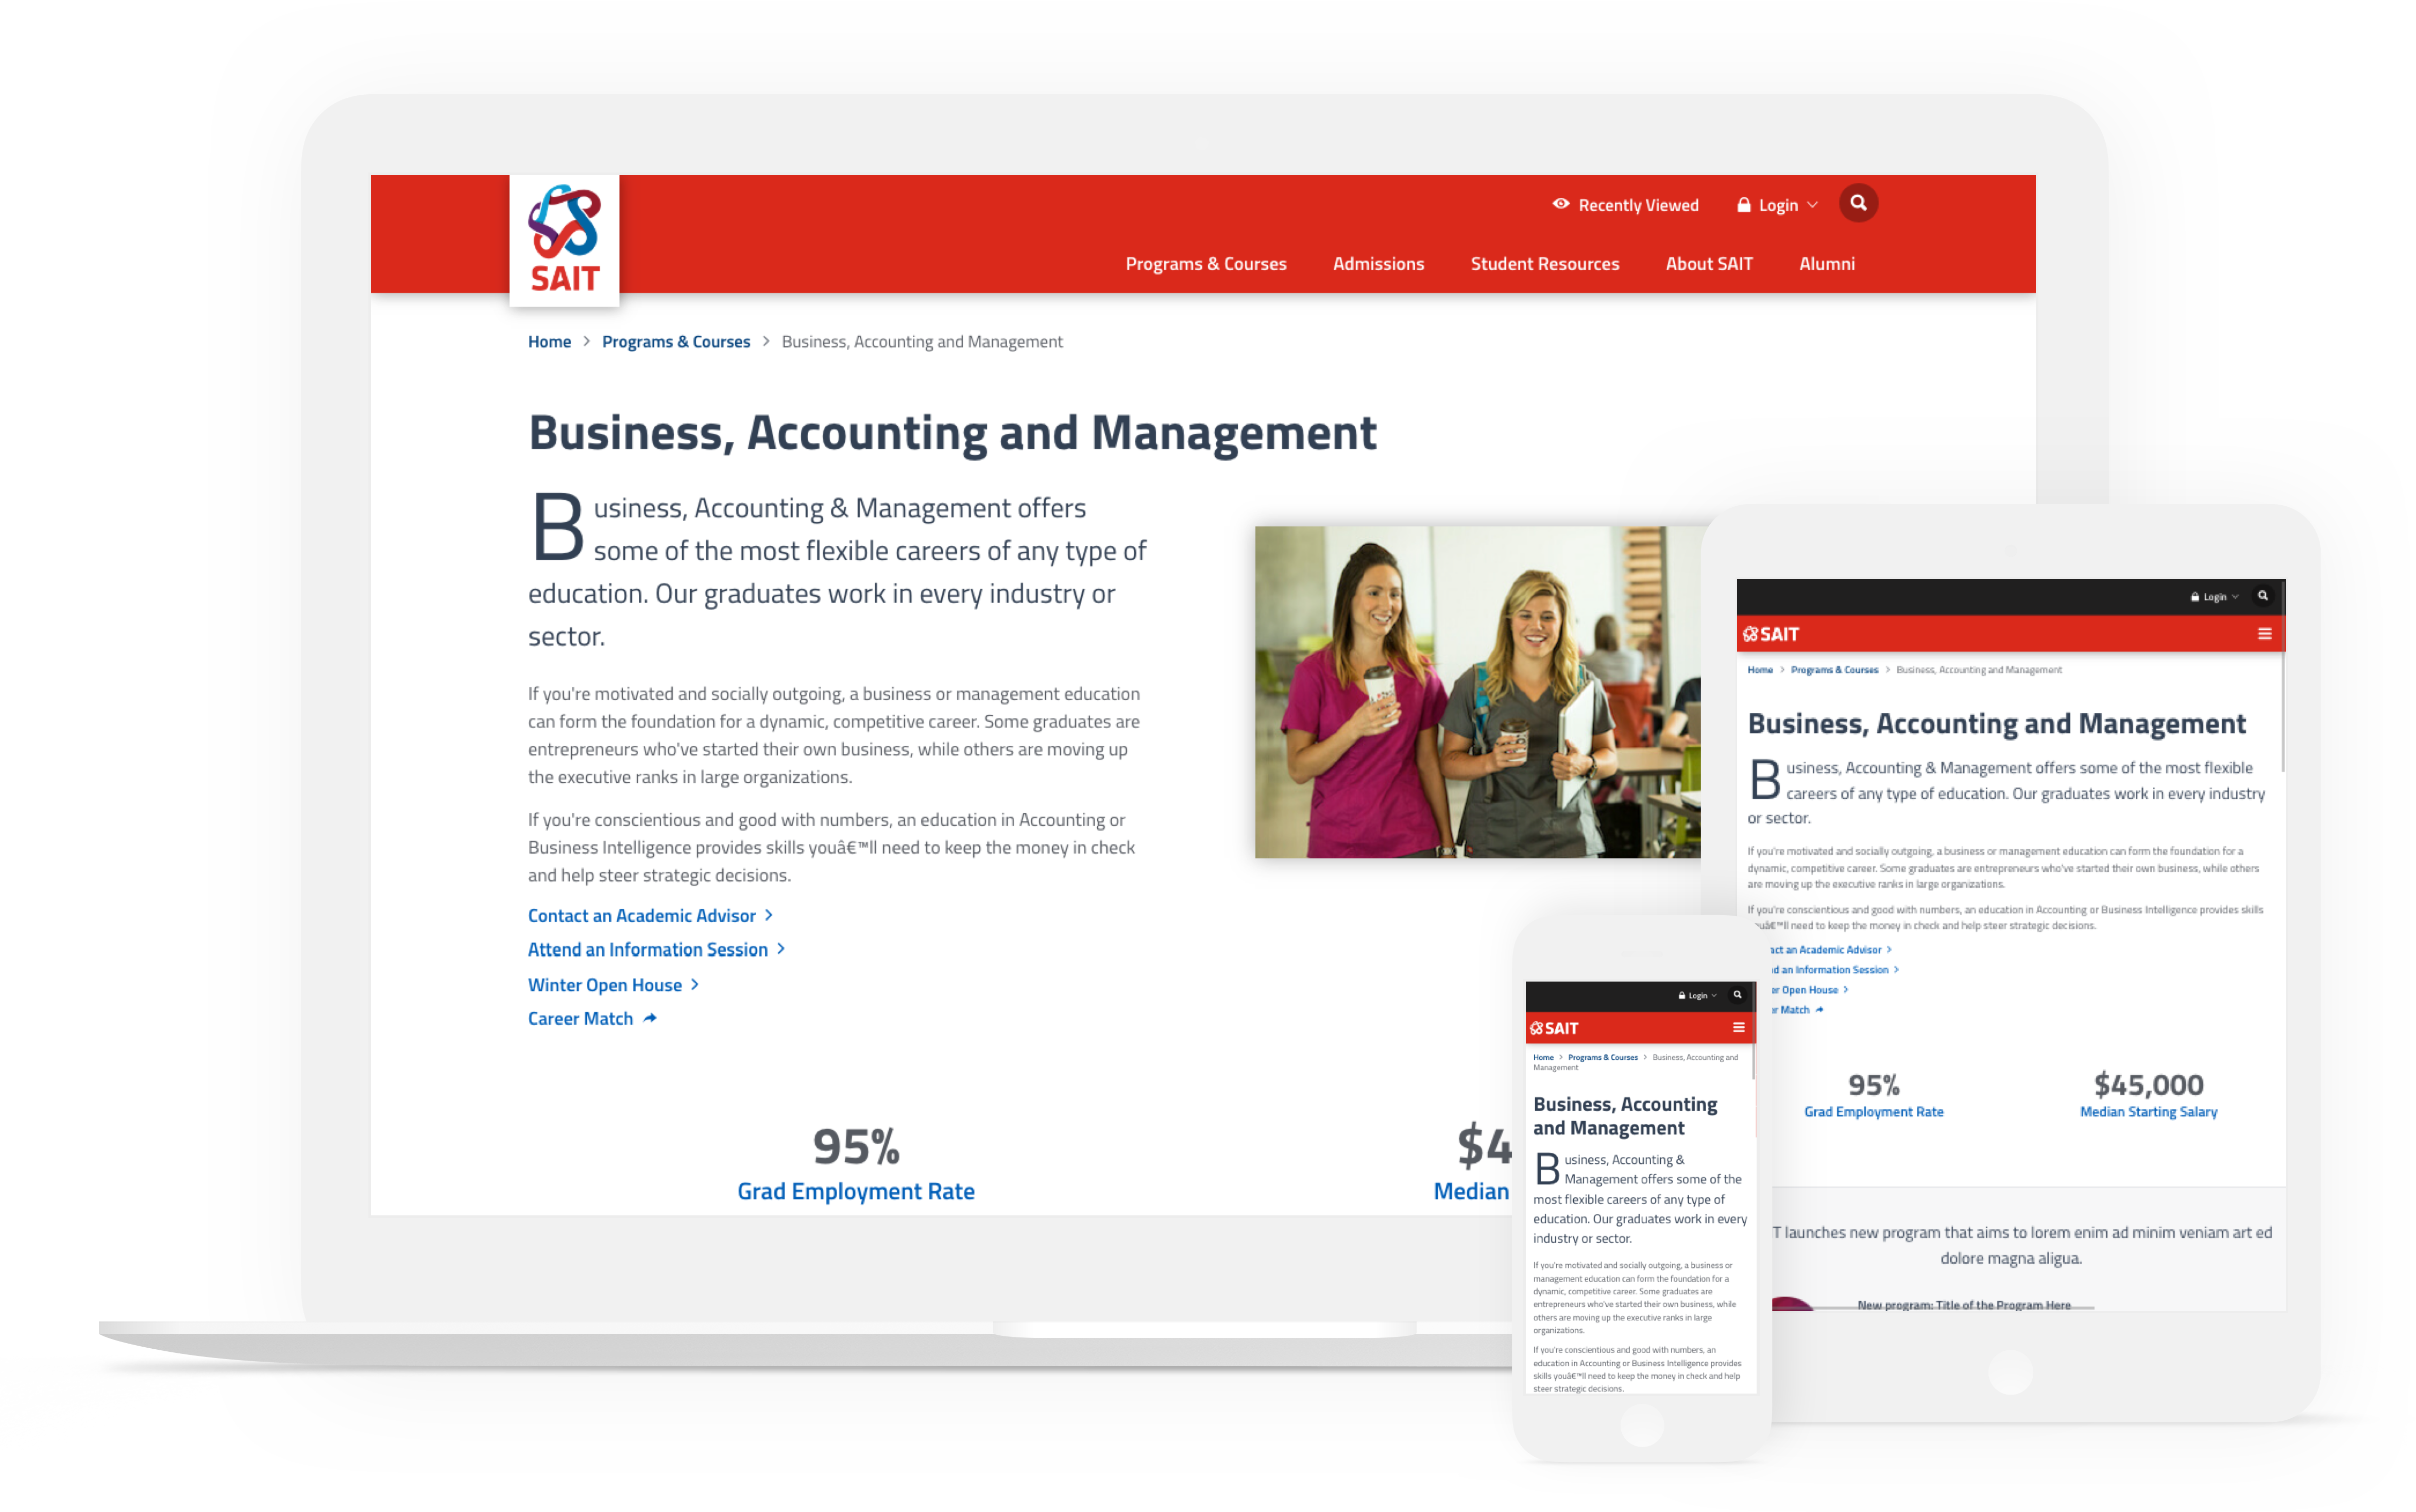 SAIT
Recently Viewed
Login
Programs & Courses
Admissions
Student Resources
About SAIT
Alumni
Home > Programs & Courses > Business, Accounting and Management
Business, Accounting and Management
Business, Accounting & Management offers
some of the most flexible careers of any type of
education. Our graduates work in every industry or
sector.
If you're motivated and socially outgoing, a business or management education
can form the foundation for a dynamic, competitive career. Some graduates are
entrepreneurs who've started their own business, while others are moving up
the executive ranks in large organizations.
If you're conscientious and good with numbers, an education in Accounting or
Business Intelligence provides skills youâ€™ll need to keep the money in check
and help steer strategic decisions.
Contact an Academic Advisor >
Attend an Information Session >
Winter Open House >
Career Match
95%
Grad Employment Rate
$4
Median
Login
SAIT
Home > Programs & Courses > Business, Accounting and Management
Business, Accounting and Management
Business, Accounting & Management offers some of the most flexible
careers of any type of education. Our graduates work in every industry
or sector.
If you're motivated and socially outgoing, a business or management education can form the foundation for a
dynamic, competitive career. Some graduates are entrepreneurs who've started their own business, while others
are moving up the executive ranks in large organizations.
If you're conscientious and good with numbers, an education in Accounting or Business Intelligence provides skills
uâ€™ll need to keep the money in check and help steer strategic decisions.
act an Academic Advisor >
d an Information Session >
er Open House >
r Match
95%
Grad Employment Rate
$45,000
Median Starting Salary
T launches new program that aims to lorem enim ad minim veniam art ed
dolore magna aligua.
New program: Title of the Program Here
Login
SAIT
Home > Programs & Courses > Business, Accounting and
Management
Business, Accounting
and Management
Business, Accounting &
Management offers some of the
most flexible careers of any type of
education. Our graduates work in every
industry or sector.
If you're motivated and socially outgoing, a business or
management education can form the foundation for a
dynamic, competitive career. Some graduates are
entrepreneurs who've started their own business, while
others are moving up the executive ranks in large
organizations.
If you're conscientious and good with numbers, an
education in Accounting or Business Intelligence provides
skills youâ€™ll need to keep the money in check and help
steer strategic decisions.